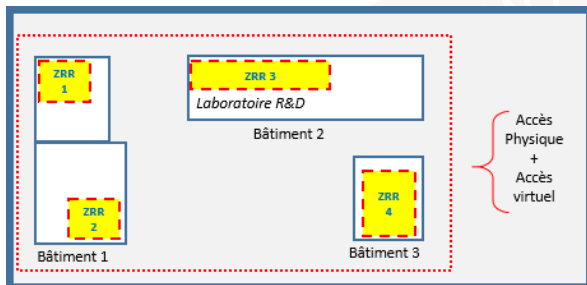 ZRR
1
ZRR 3
Laboratoire R&D
Bâtiment 2
ZRR
2
Bâtiment 1
ZRR
4
Bâtiment 3
Accès
Physique
+
Accès
virtuel